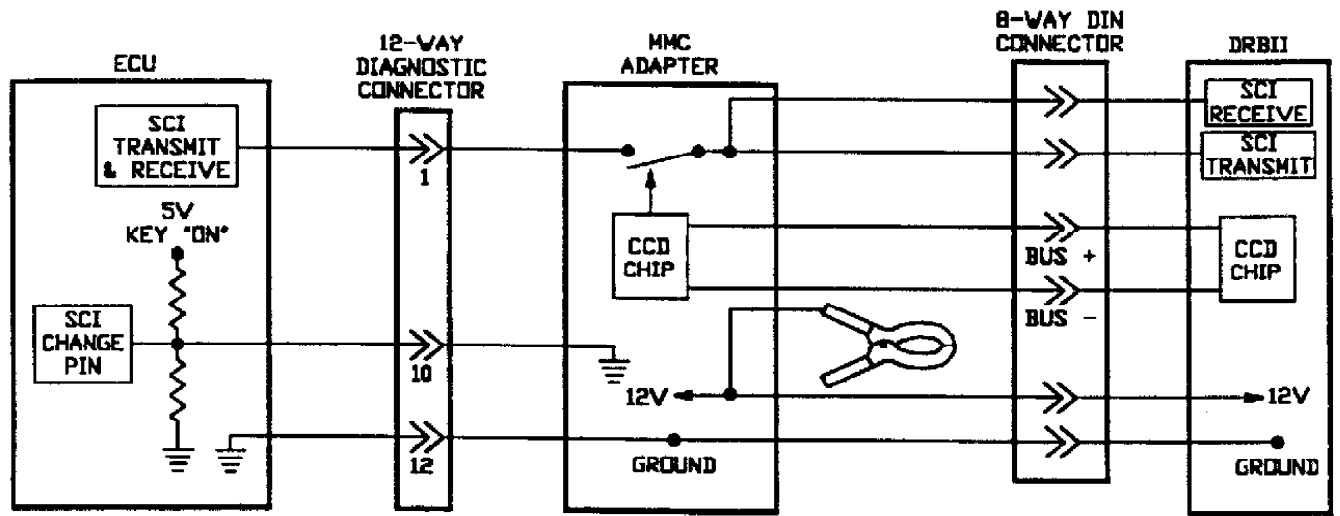 ECU
12-WAY
DIAGNOSTIC
CONNECTOR
MMC
ADAPTER
8-WAY DIN
CONNECTOR
DRBII
SCI
TRANSMIT
& RECEIVE
1
SCI
RECEIVE
SCI
TRANSMIT
5V
KEY "ON"
CCD
CHIP
BUS +
BUS -
CCD
CHIP
SCI
CHANGE
PIN
10
12V
12V
12
GROUND
GROUND